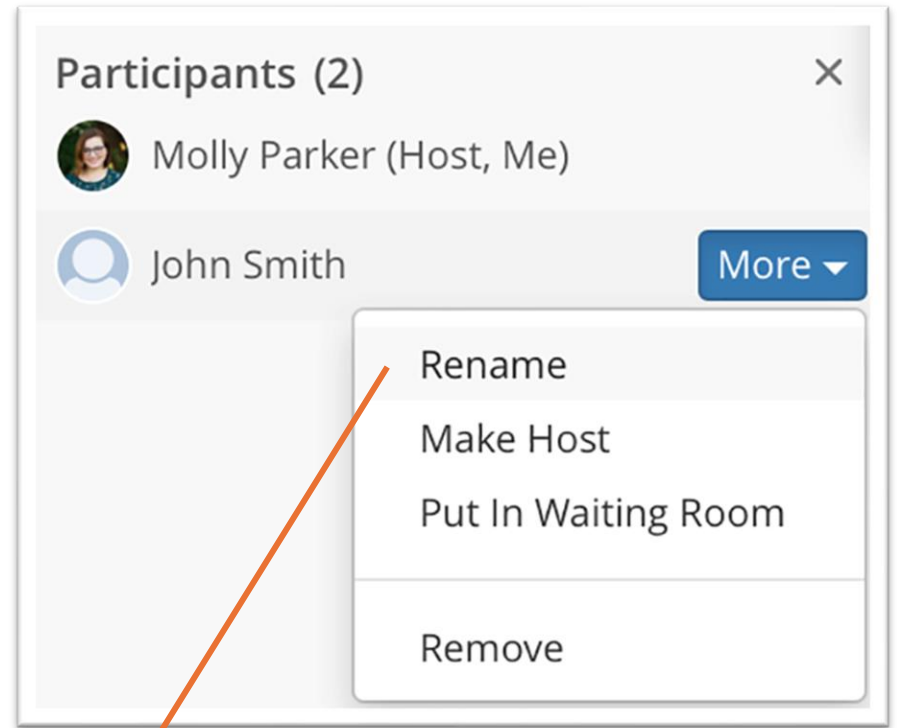 Participants (2)
Molly Parker (Host, Me)
John Smith
More
Rename
Make Host
Put In Waiting Room
Remove